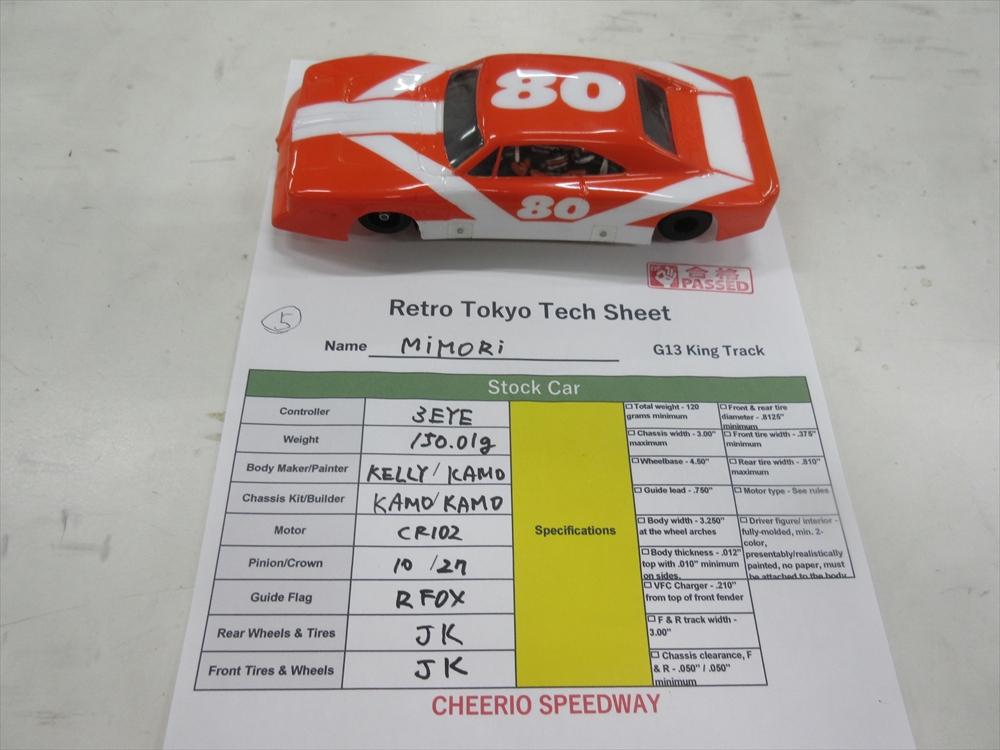 80
80
合格
PASSED
5
Retro Tokyo Tech Sheet
Name MiMORi
G13 King Track
Stock Car
Controller 3EYE
Weight 150.01g
Body Maker/Painter KELLY/KAMO
Chassis Kit/Builder KAMO/KAMO
Motor CR102
Pinion/Crown 10/27
Guide Flag R FOX
Rear Wheels & Tires JK
Front Tires & Wheels JK
Specifications
☐ Total weight - 120
grams minimum
☐ Front & rear tire
diameter - .8125"
minimum
☐ Chassis width - 3.00"
maximum
☐ Front tire width - .375"
minimum
☐ Wheelbase - 4.50"
☐ Rear tire width - .810"
maximum
☐ Guide lead - .750"
☐ Motor type - See rules
☐ Body width - 3.250"
at the wheel arches
☐ Driver figure/ interior -
fully-molded, min. 2-
color,
presentably/realistically
painted, no paper, must
be attached to the body
☐ Body thickness - .012"
top with .010" minimum
on sides.
☐ VFC Charger - .210"
from top of front fender
☐ F & R track width -
3.00"
☐ Chassis clearance, F
& R - .050" / .050"
minimum
CHEERIO SPEEDWAY